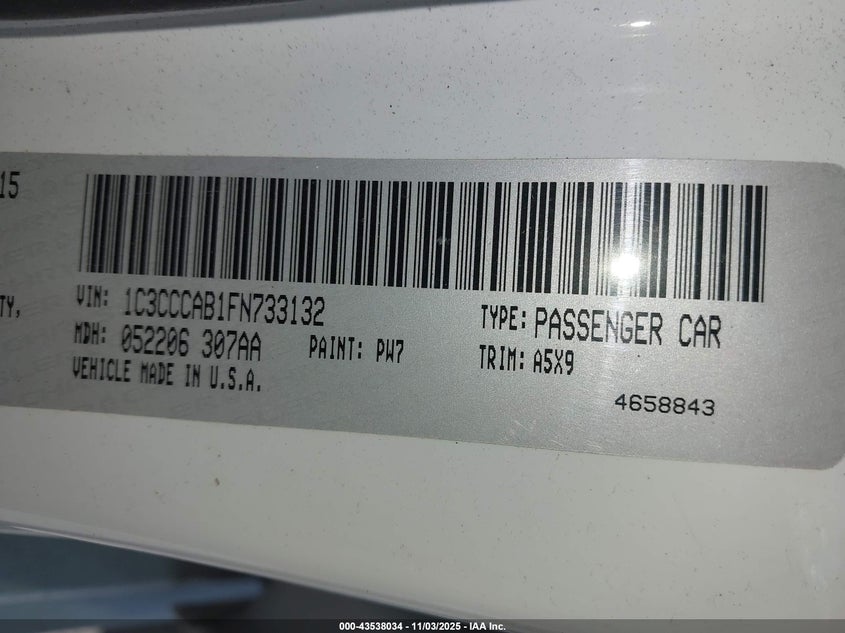 15
TY,
VIN: 1C3CCCAB1FN733132
TYPE: PASSENGER CAR
MDH: 052206 307AA
PAINT: PW7
TRIM: A5X9
VEHICLE MADE IN U.S.A.
4658843
000-43538034 - 11/03/2025 - IAA Inc.